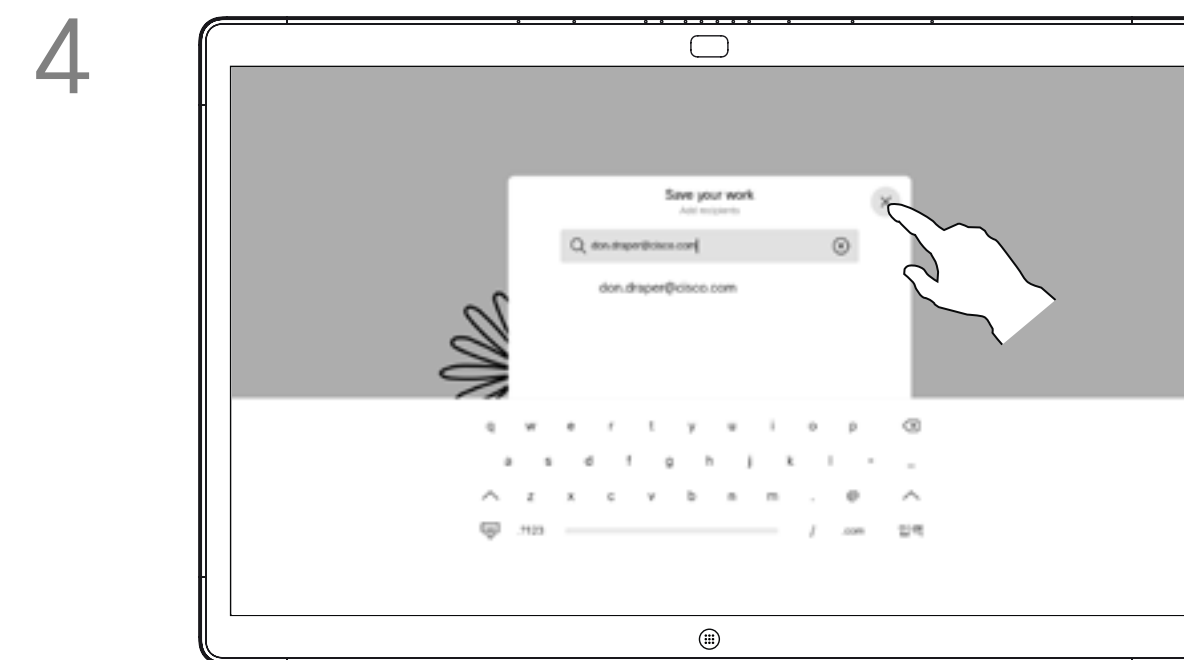 4
Save your work
Add recipients
don.draper@cisco.com
don.draper@cisco.com
q w e r t y u i o p
a s d f g h j k l - _
z x c v b n m . @
.?123 / .com 입력